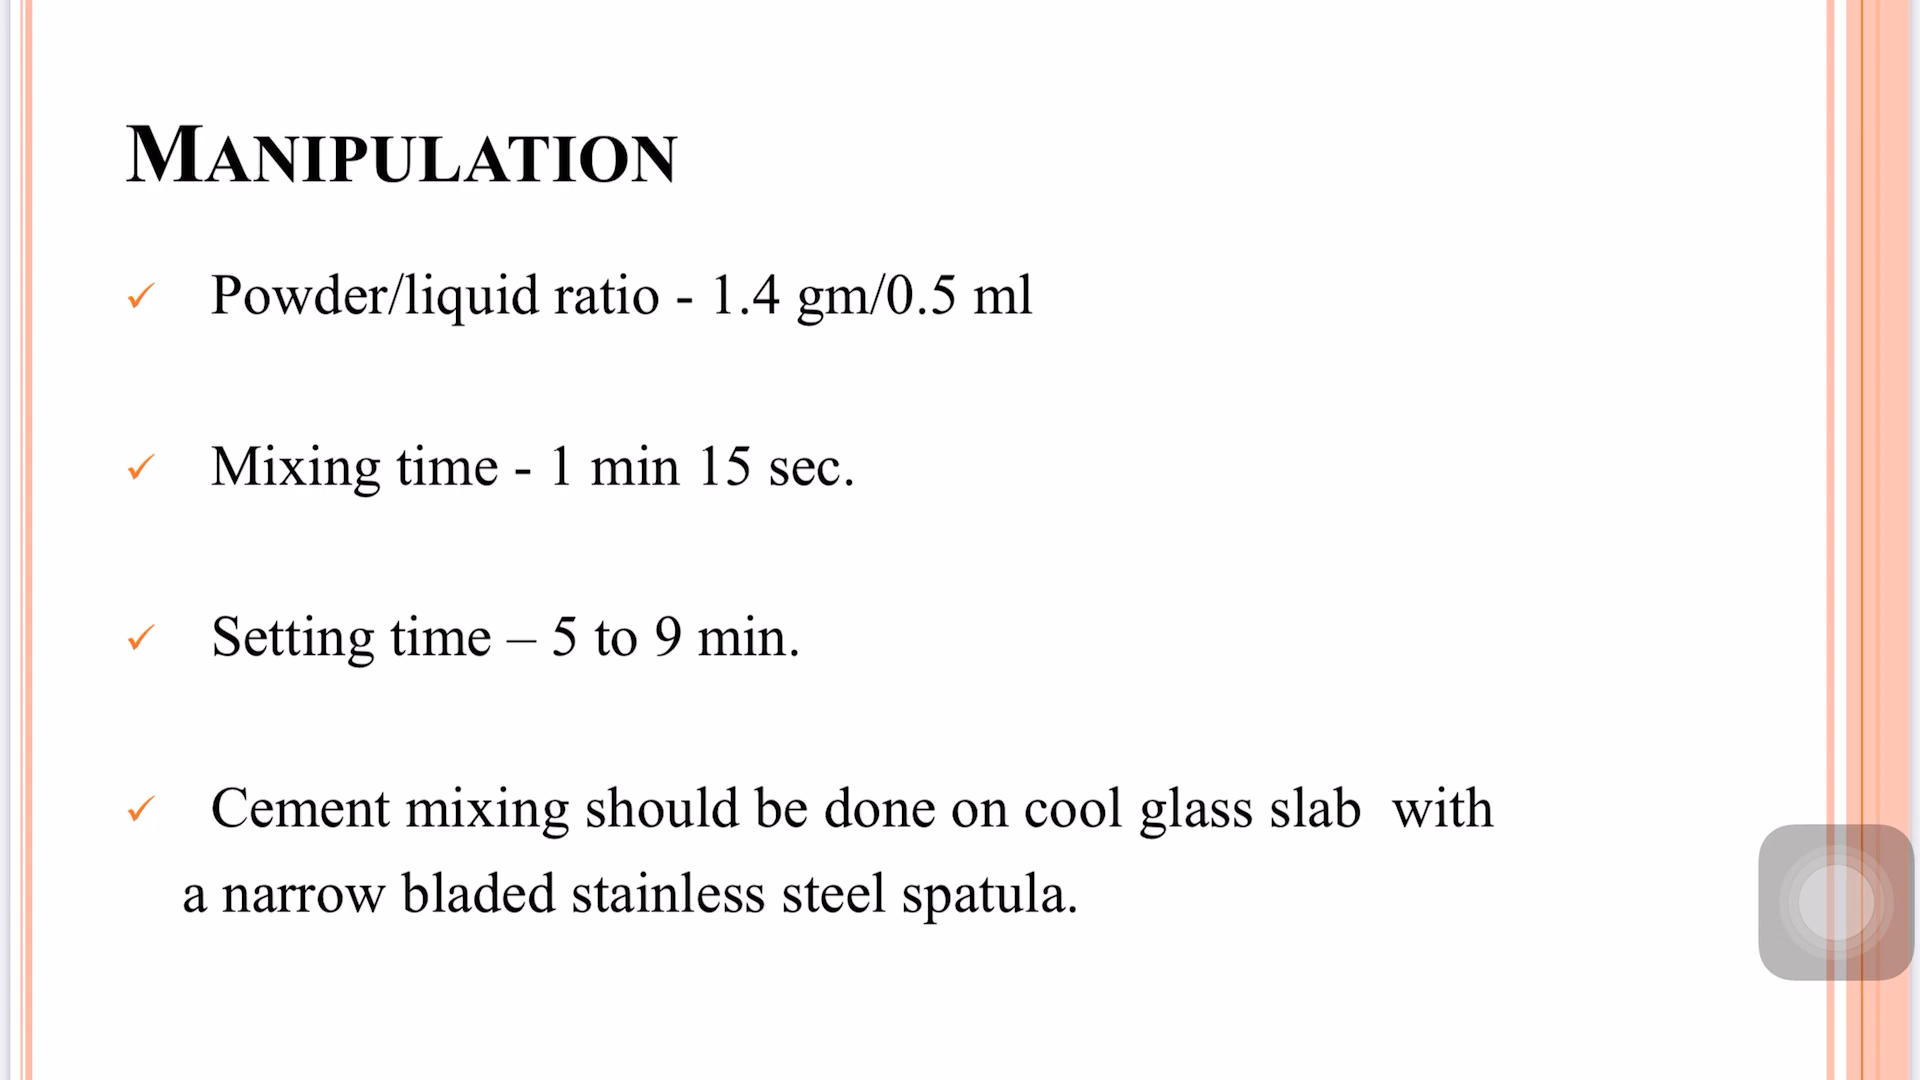 MANIPULATION
✓ Powder/liquid ratio - 1.4 gm/0.5 ml
✓ Mixing time - 1 min 15 sec.
✓ Setting time – 5 to 9 min.
✓ Cement mixing should be done on cool glass slab  with
a narrow bladed stainless steel spatula.